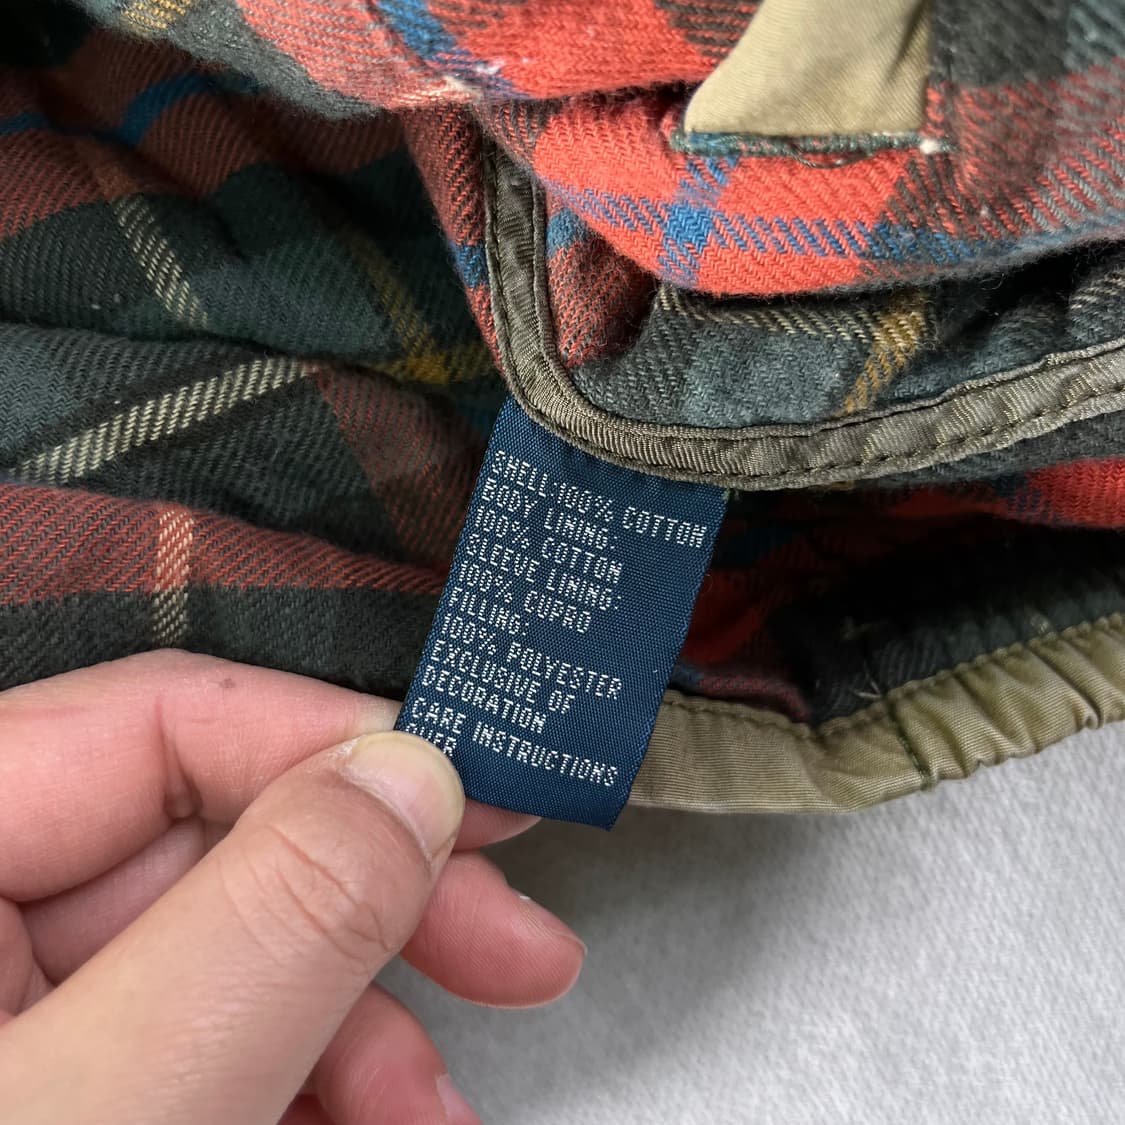 SHELL:100% COTTON
BODY LINING.
100% COTTON
SLEEVE LINING:
100% CUPRO
FILLING:
100% POLYESTER
EXCLUSIVE OF
DECORATION
CARE INSTRUCTIONS